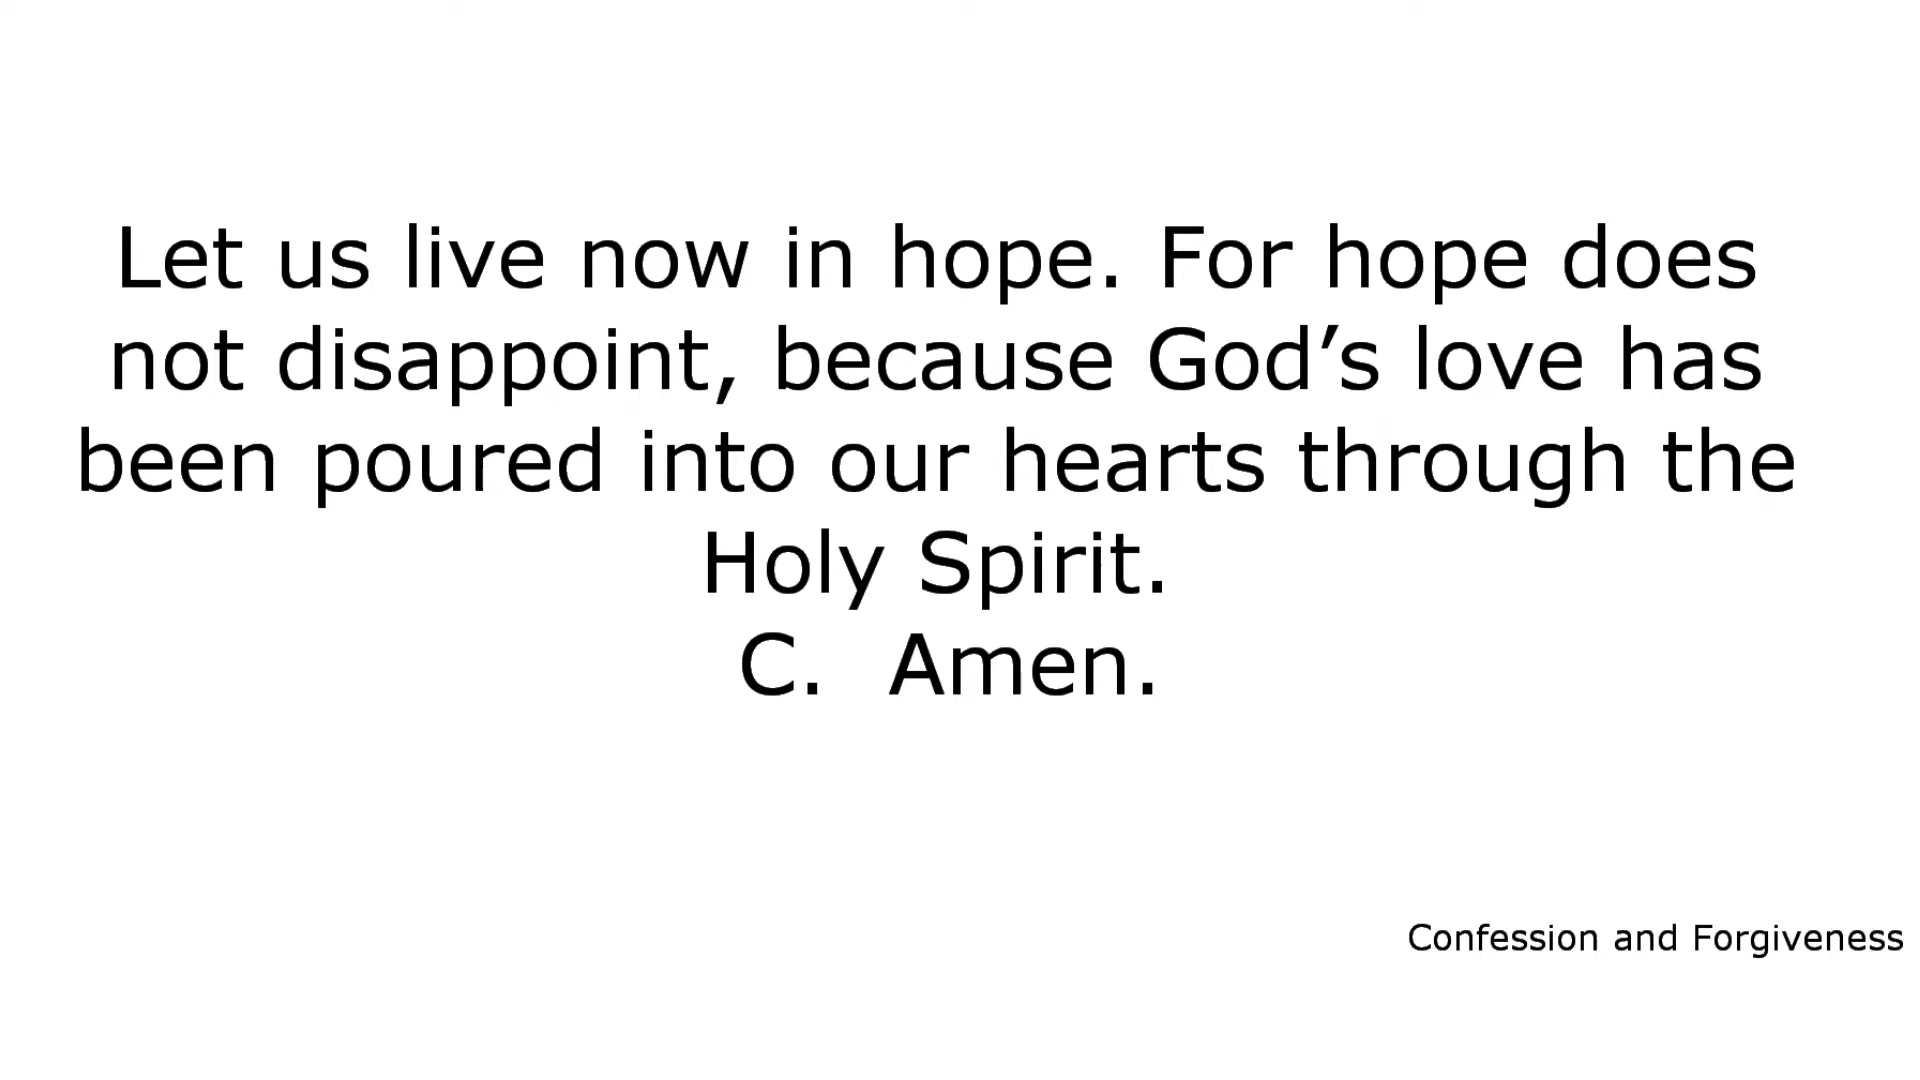 Let us live now in hope. For hope does
not disappoint, because God’s love has
been poured into our hearts through the
Holy Spirit.
C.  Amen.
Confession and Forgiveness